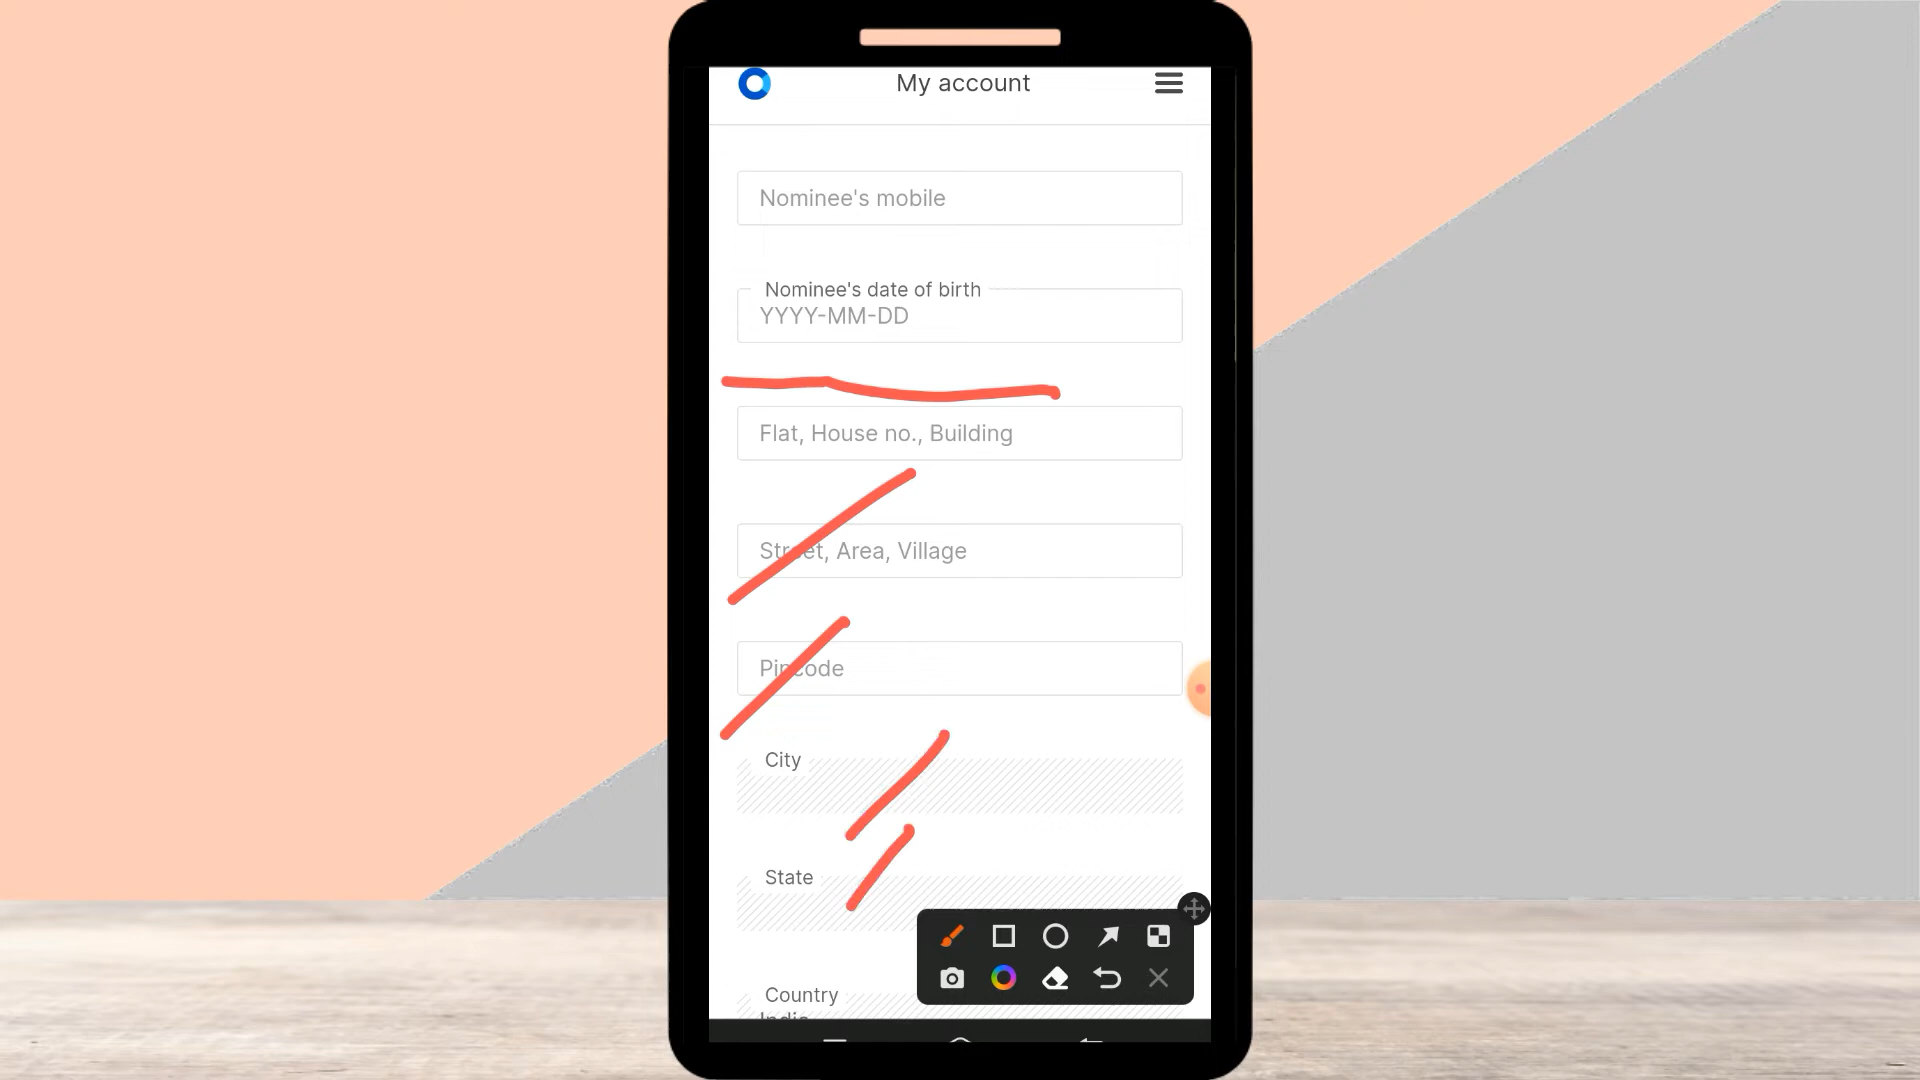 My account
Nominee's mobile
Nominee's date of birth
YYYY-MM-DD
Flat, House no., Building
Street, Area, Village
Pincode
City
State
Country
India